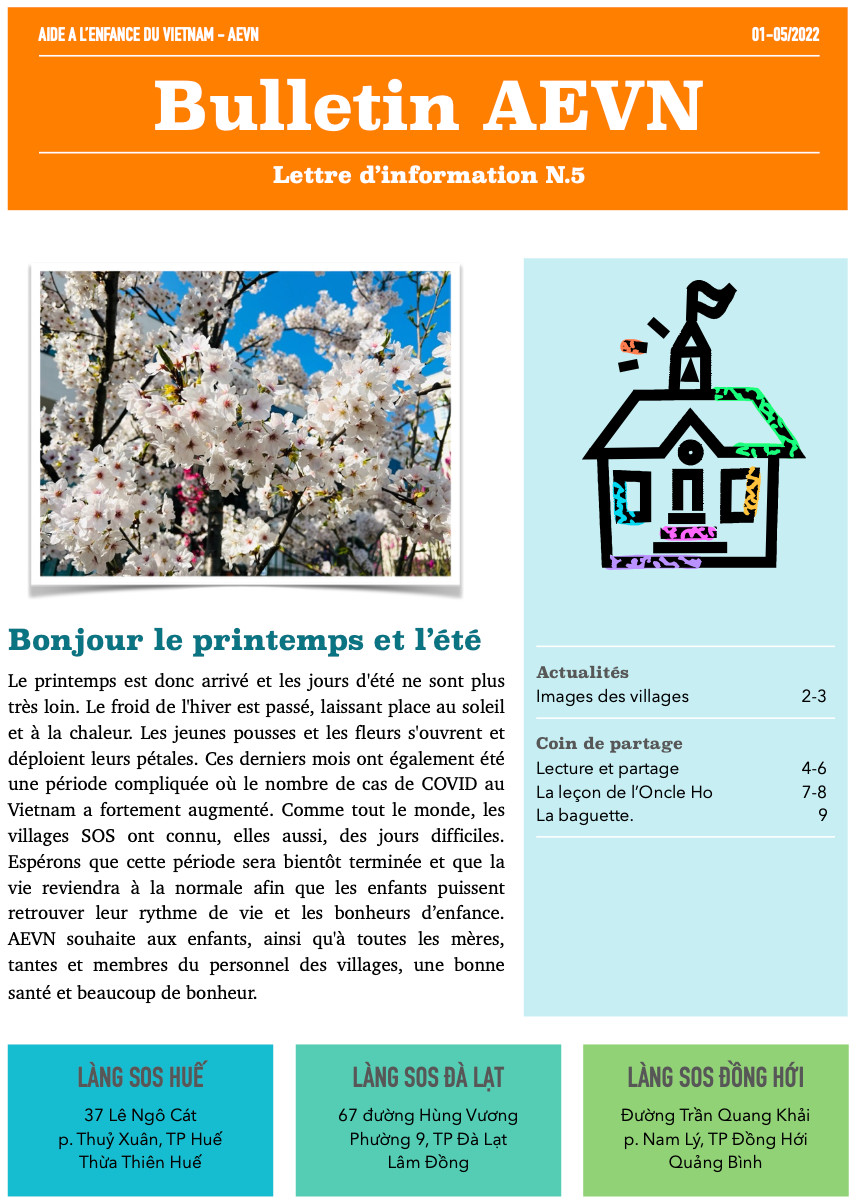 AIDE A L'ENFANCE DU VIETNAM - AEVN
01-05/2022
Bulletin AEVN
Lettre d'information N.5
Bonjour le printemps et l'été
Le printemps est donc arrivé et les jours d'été ne sont plus
très loin. Le froid de l'hiver est passé, laissant place au soleil
et à la chaleur. Les jeunes pousses et les fleurs s'ouvrent et
déploient leurs pétales. Ces derniers mois ont également été
une période compliquée où le nombre de cas de COVID au
Vietnam a fortement augmenté. Comme tout le monde, les
villages SOS ont connu, elles aussi, des jours difficiles.
Espérons que cette période sera bientôt terminée et que la
vie reviendra à la normale afin que les enfants puissent
retrouver leur rythme de vie et les bonheurs d'enfance.
AEVN souhaite aux enfants, ainsi qu'à toutes les mères,
tantes et membres du personnel des villages, une bonne
santé et beaucoup de bonheur.
Actualités
Images des villages 2-3
Coin de partage
Lecture et partage 4-6
La leçon de l'Oncle Ho 7-8
La baguette. 9
LÀNG SOS HUẾ
37 Lê Ngô Cát
p. Thuỷ Xuân, TP Huế
Thừa Thiên Huế
LÀNG SOS ĐÀ LẠT
67 đường Hùng Vương
Phường 9, TP Đà Lạt
Lâm Đồng
LÀNG SOS ĐỒNG HỚI
Đường Trần Quang Khải
p. Nam Lý, TP Đồng Hới
Quảng Bình